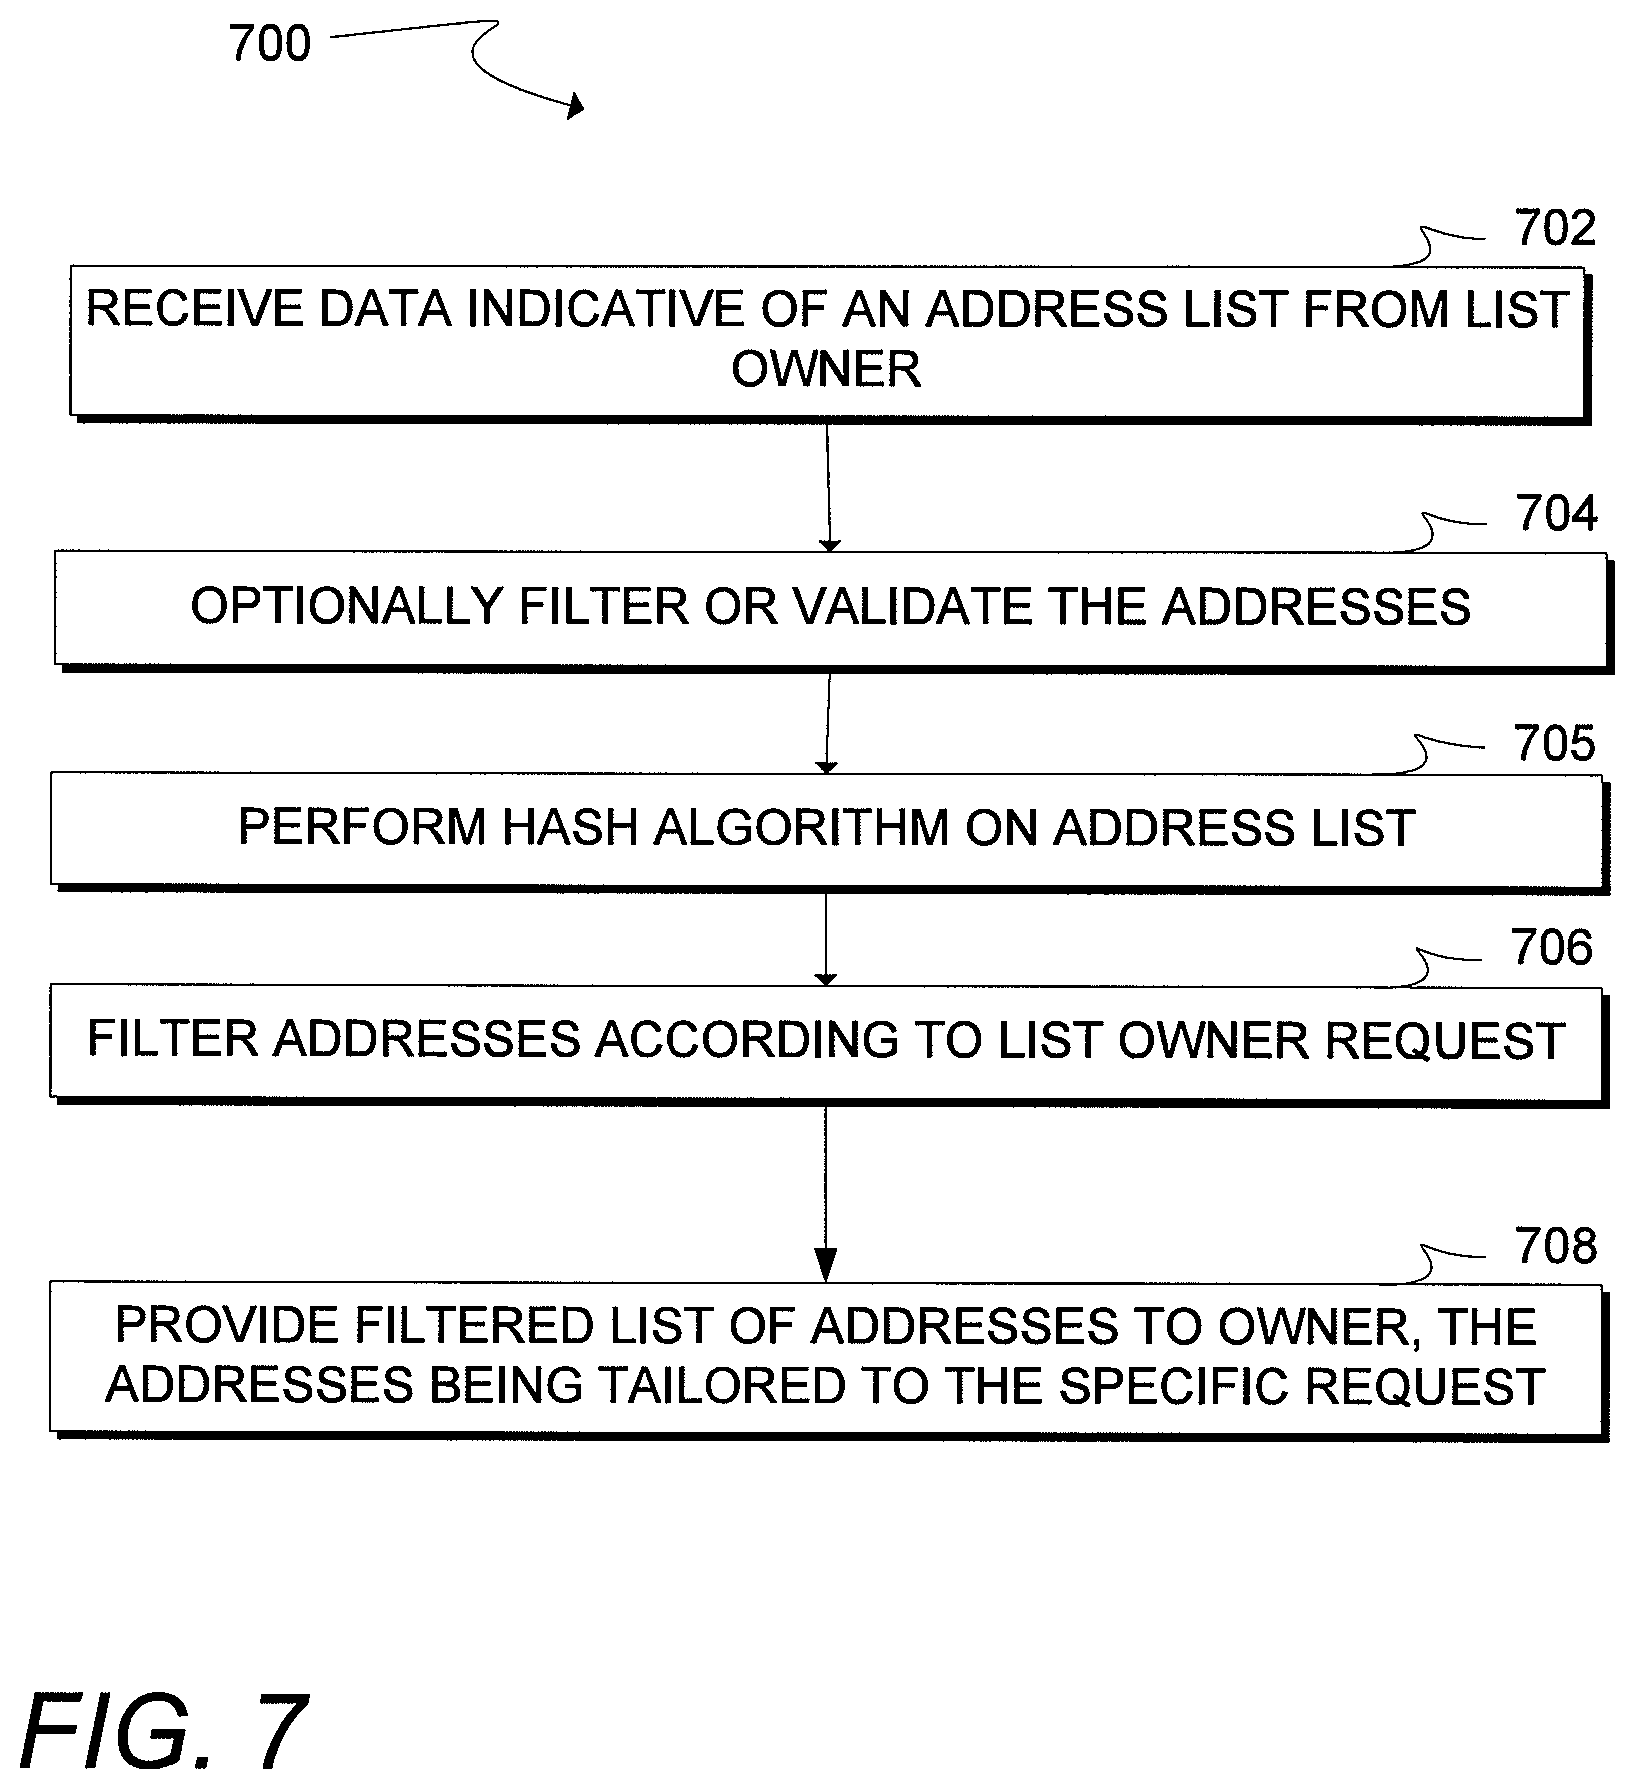 700
702
RECEIVE DATA INDICATIVE OF AN ADDRESS LIST FROM LIST
OWNER
704
OPTIONALLY FILTER OR VALIDATE THE ADDRESSES
705
PERFORM HASH ALGORITHM ON ADDRESS LIST
706
FILTER ADDRESSES ACCORDING TO LIST OWNER REQUEST
708
PROVIDE FILTERED LIST OF ADDRESSES TO OWNER, THE
ADDRESSES BEING TAILORED TO THE SPECIFIC REQUEST
FIG. 7